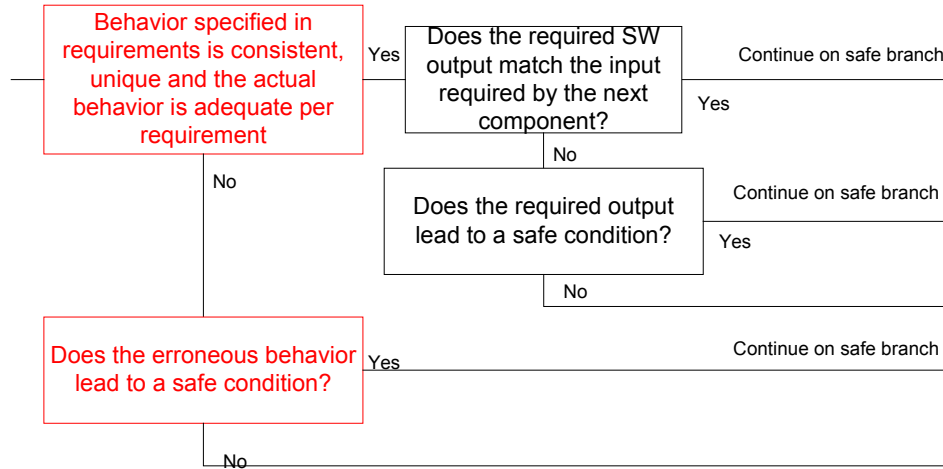 Behavior specified in
requirements is consistent,
unique and the actual
behavior is adequate per
requirement
Yes
Does the required SW
output match the input
required by the next
component?
Continue on safe branch
Yes
No
No
Does the required output
lead to a safe condition?
Continue on safe branch
Yes
No
Does the erroneous behavior
lead to a safe condition?
Yes
Continue on safe branch
No